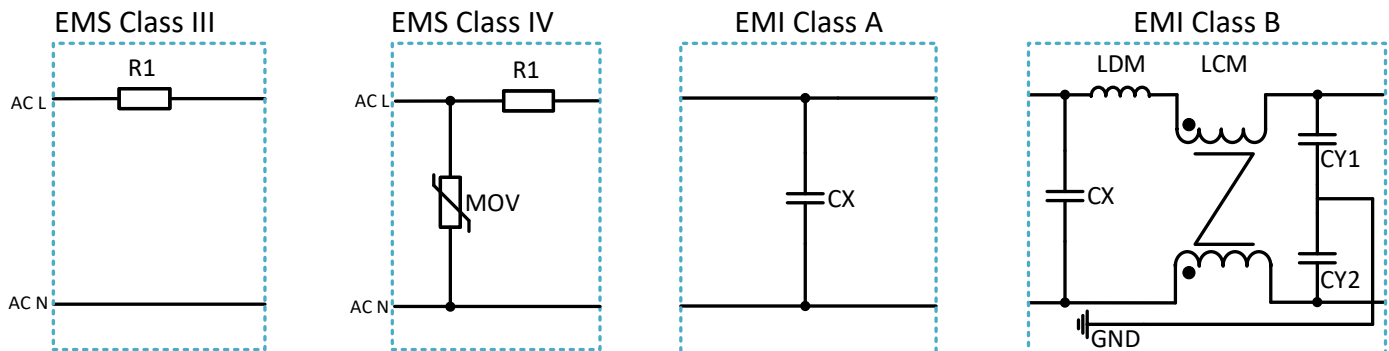 EMS Class III
EMS Class IV
EMI Class A
EMI Class B
R1
AC L
AC N
R1
AC L
MOV
AC N
CX
LDM
LCM
CX
CY1
CY2
GND